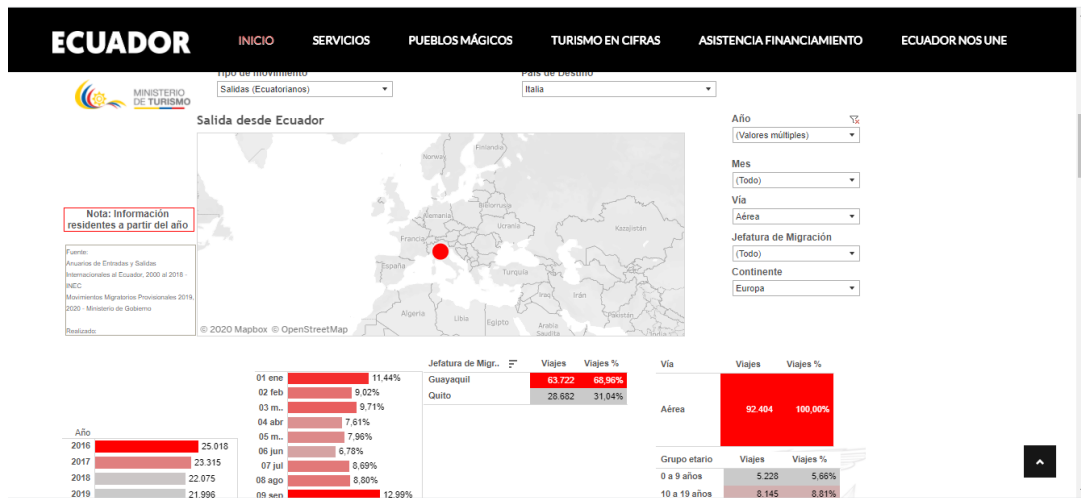 ECUADOR INICIO SERVICIOS PUEBLOS MÁGICOS TURISMO EN CIFRAS ASISTENCIA FINANCIAMIENTO ECUADOR NOS UNE
Tipo de movimiento País de Destino
MINISTERIO
DE TURISMO
Salidas (Ecuatorianos) Italia
Salida desde Ecuador
Año
(Valores múltiples)
Mes
(Todo)
Vía
Aérea
Jefatura de Migración
(Todo)
Continente
Europa
Nota: Información
residentes a partir del año
Fuente:
Anuarios de Entradas y Salidas
Internacionales al Ecuador, 2000 al 2018 -
INEC
Movimientos Migratorios Provisionales 2019,
2020 - Ministerio de Gobierno
Realizado
Norway
Finlandia
Bielorrusia
Alemania
Ucrania
Kazajistán
Francia
España
Turquía
Iraq
Irán
Pakistán
Argelia
Libia
Egipto
Arabia
Saudita
India
© 2020 Mapbox © OpenStreetMap
01 ene 11,44%
02 feb 9,02%
03 m.. 9,71%
04 abr 7,61%
05 m.. 7,96%
06 jun 6,78%
07 jul 8,69%
08 ago 8,80%
09 sep 12,99%
Año
2016 25.018
2017 23.315
2018 22.075
2019 21.996
Jefatura de Migr.. Viajes Viajes %
Guayaquil 63.722 68,96%
Quito 28.682 31,04%
Vía Viajes Viajes %
Aérea 92.404 100,00%
Grupo etario Viajes Viajes %
0 a 9 años 5.228 5,66%
10 a 19 años 8.145 8,81%